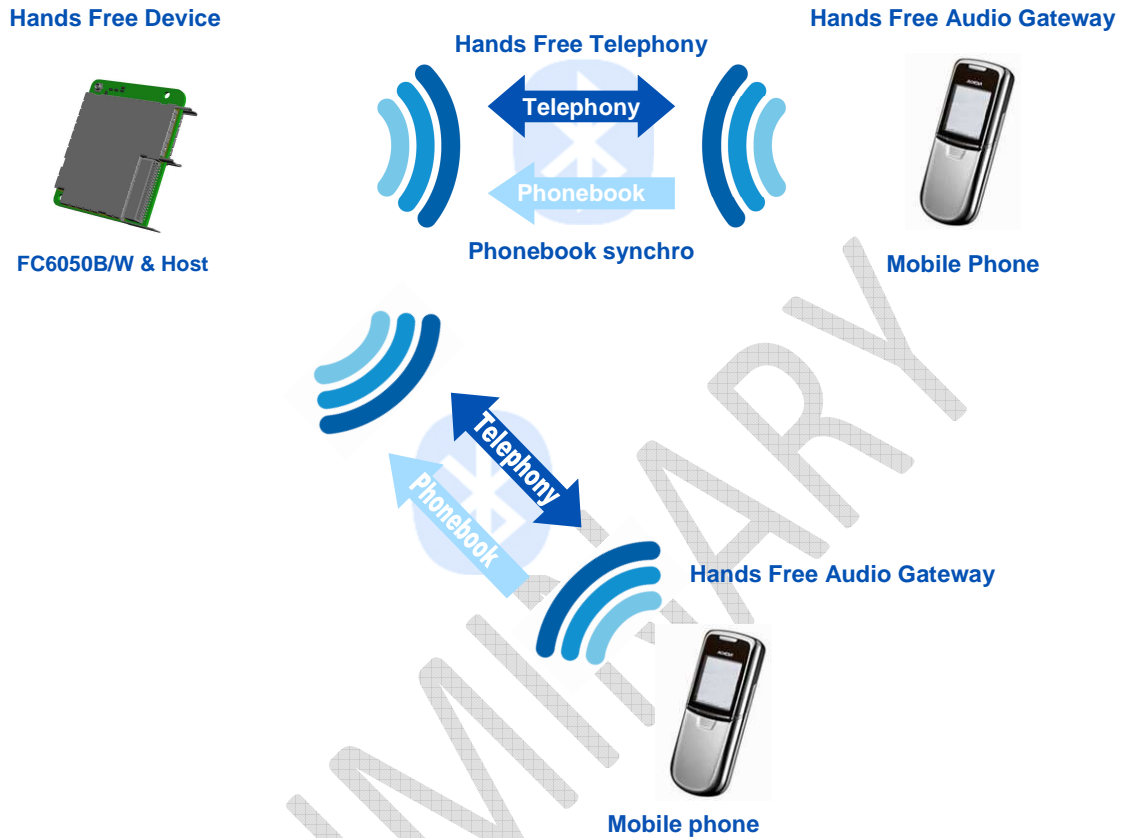 Hands Free Device
Hands Free Audio Gateway
Hands Free Telephony
Telephony
Phonebook
Phonebook synchro
FC6050B/W & Host
Mobile Phone
Telephony
Phonebook
Hands Free Audio Gateway
Mobile phone
IMINARY